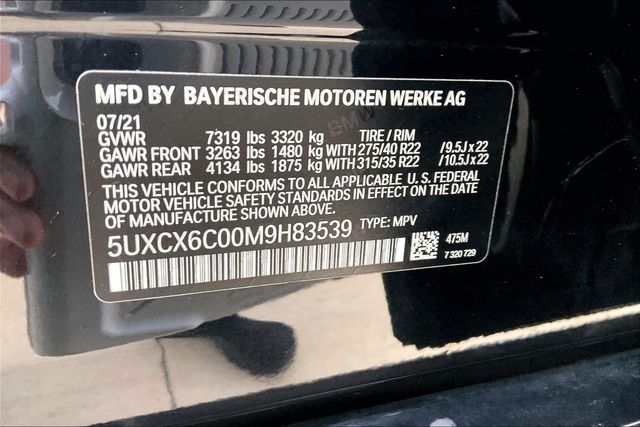 MFD BY BAYERISCHE MOTOREN WERKE AG
07/21
GVWR 7319 lbs 3320 kg TIRE / RIM
GAWR FRONT 3263 lbs 1480 kg WITH 275/40 R22 /9.5J x 22
GAWR REAR 4134 lbs 1875 kg WITH 315/35 R22 /10.5J x 22
THIS VEHICLE CONFORMS TO ALL APPLICABLE U. S. FEDERAL
MOTOR VEHICLE SAFETY STANDARDS IN EFFECT ON THE DATE
OF MANUFACTURE SHOWN ABOVE.
5UXCX6C00M9H83539 TYPE: MPV
475M
7 320 729